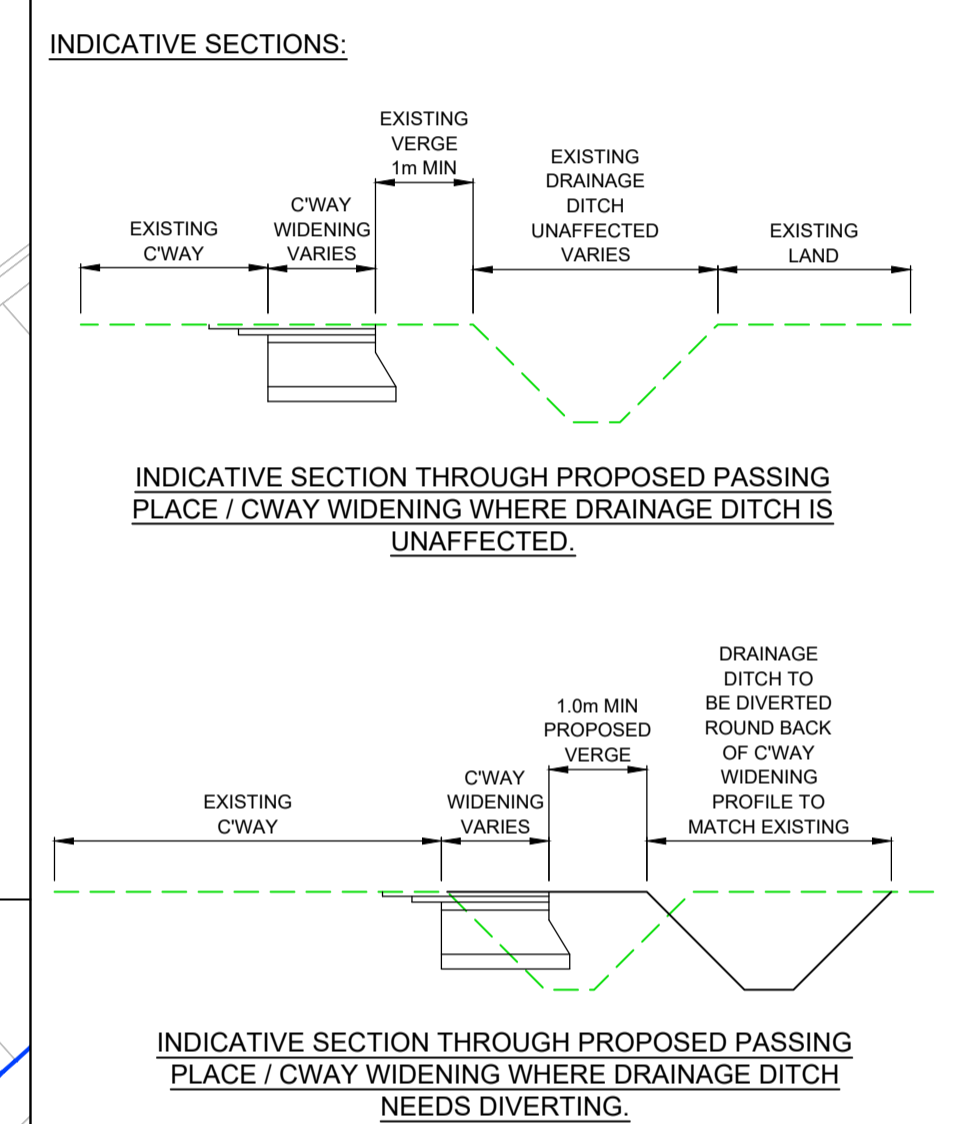 INDICATIVE SECTIONS:
EXISTING
VERGE
1m MIN
EXISTING
DRAINAGE
DITCH
UNAFFECTED
VARIES
C'WAY
WIDENING
VARIES
EXISTING
C'WAY
EXISTING
LAND
INDICATIVE SECTION THROUGH PROPOSED PASSING
PLACE / CWAY WIDENING WHERE DRAINAGE DITCH IS
UNAFFECTED.
DRAINAGE
DITCH TO
BE DIVERTED
ROUND BACK
OF C'WAY
WIDENING
PROFILE TO
MATCH EXISTING
1.0m MIN
PROPOSED
VERGE
C'WAY
WIDENING
VARIES
EXISTING
C'WAY
INDICATIVE SECTION THROUGH PROPOSED PASSING
PLACE / CWAY WIDENING WHERE DRAINAGE DITCH
NEEDS DIVERTING.